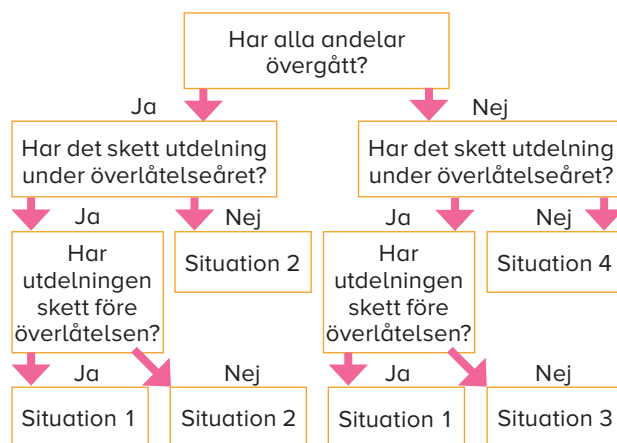 Har alla andelar
övergått?
Ja
Nej
Har det skett utdelning
under överlåtelseåret?
Har det skett utdelning
under överlåtelseåret?
Ja
Nej
Ja
Nej
Har
utdelningen
skett före
överlåtelsen?
Situation 2
Har
utdelningen
skett före
överlåtelsen?
Situation 4
Ja
Nej
Ja
Nej
Situation 1
Situation 2
Situation 1
Situation 3